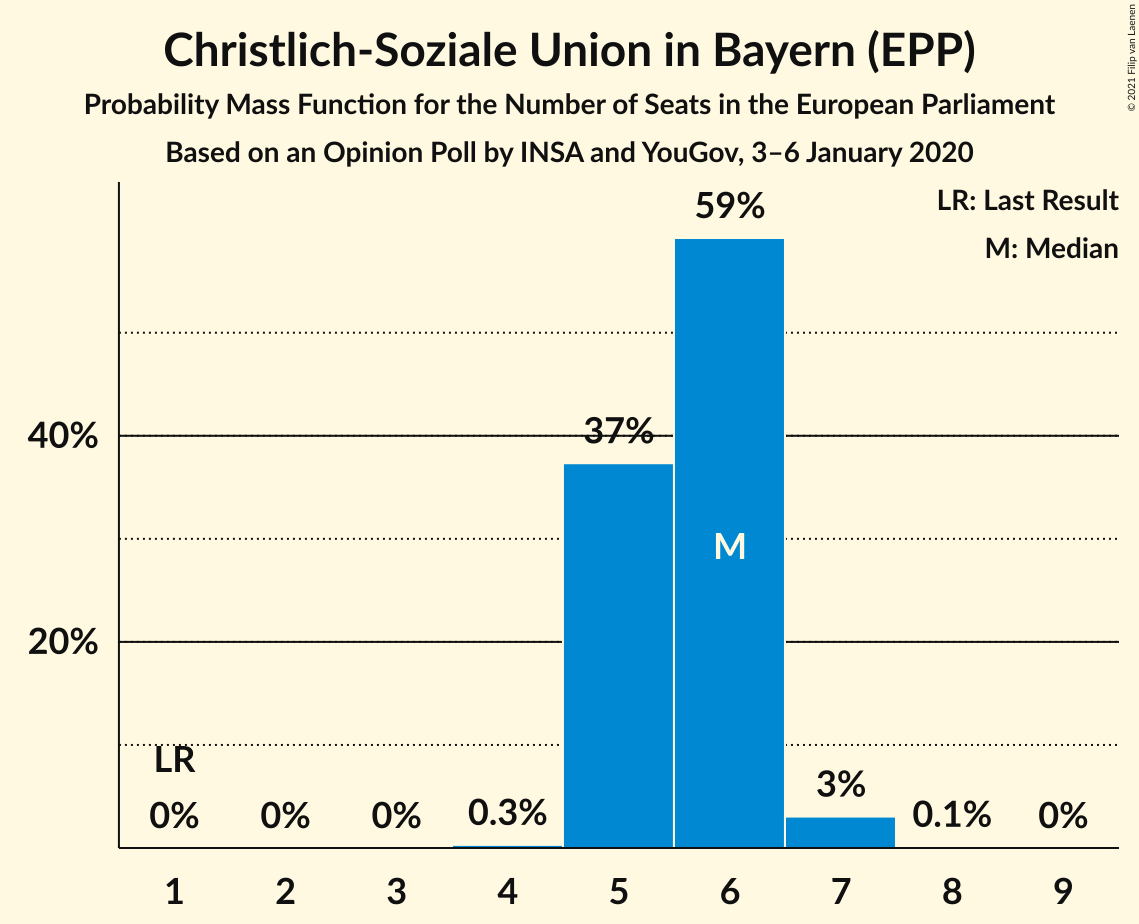 Christlich-Soziale Union in Bayern (EPP)
Probability Mass Function for the Number of Seats in the European Parliament
Based on an Opinion Poll by INSA and YouGov, 3–6 January 2020
© 2021 Filip van Laenen
LR: Last Result
M: Median
59%
40%
37%
M
20%
LR
0% 0% 0% 0.3% 3% 0.1% 0%
1 2 3 4 5 6 7 8 9